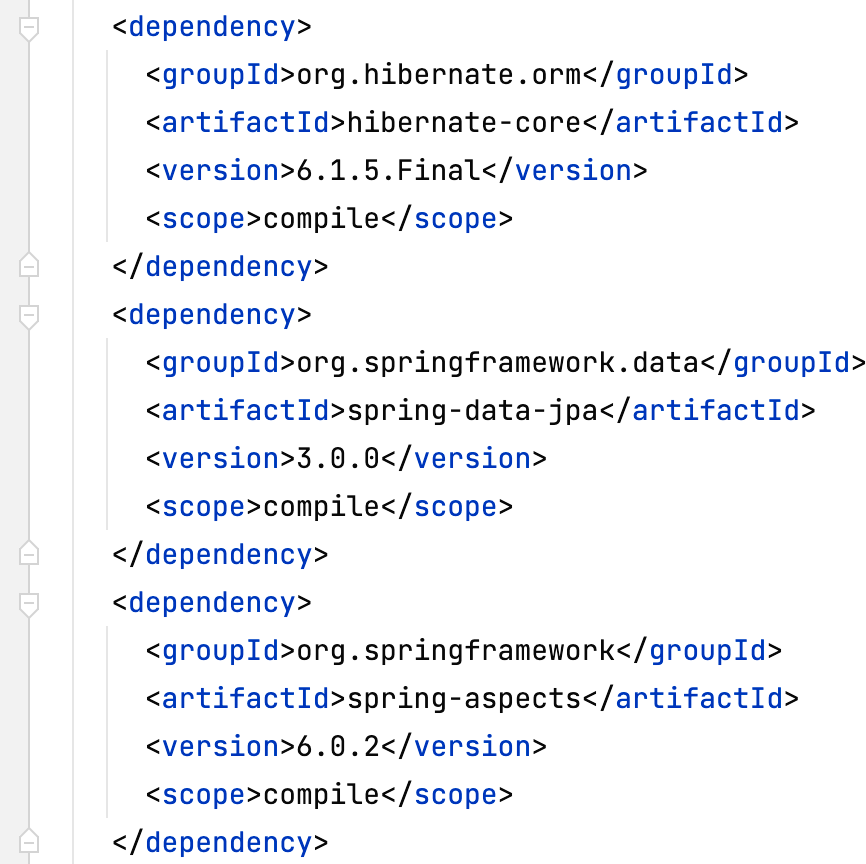 <dependency>
<groupId>org.hibernate.orm</groupId>
<artifactId>hibernate-core</artifactId>
<version>6.1.5.Final</version>
<scope>compile</scope>
</dependency>
<dependency>
<groupId>org.springframework.data</groupId>
<artifactId>spring-data-jpa</artifactId>
<version>3.0.0</version>
<scope>compile</scope>
</dependency>
<dependency>
<groupId>org.springframework</groupId>
<artifactId>spring-aspects</artifactId>
<version>6.0.2</version>
<scope>compile</scope>
</dependency>